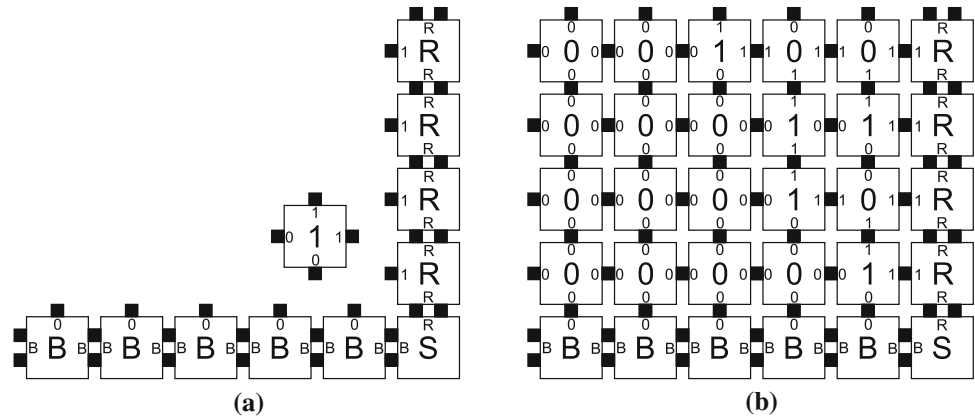 R
1 R
R
R
1 R
R
R
1 R
R
1
0 1 1
0
R
1 R
R
0 0 0 0 0 R
B B B B B B B B B B B B B B B B S
(a)
0 0 1 0 0 R
0 0 0 0 0 0 0 1 1 1 0 1 1 0 1 1 R
0 0 0 1 1 R
0 0 0 1 1 R
0 0 0 0 0 0 0 0 0 0 1 0 0 1 1 1 R
0 0 0 1 0 R
0 0 0 1 0 R
0 0 0 0 0 0 0 0 0 0 1 1 1 0 1 1 R
0 0 0 0 1 R
0 0 0 0 1 R
0 0 0 0 0 0 0 0 0 0 0 0 0 1 1 1 R
0 0 0 0 0 R
0 0 0 0 0 R
B B B B B B B B B B B B B B B B S
(b)